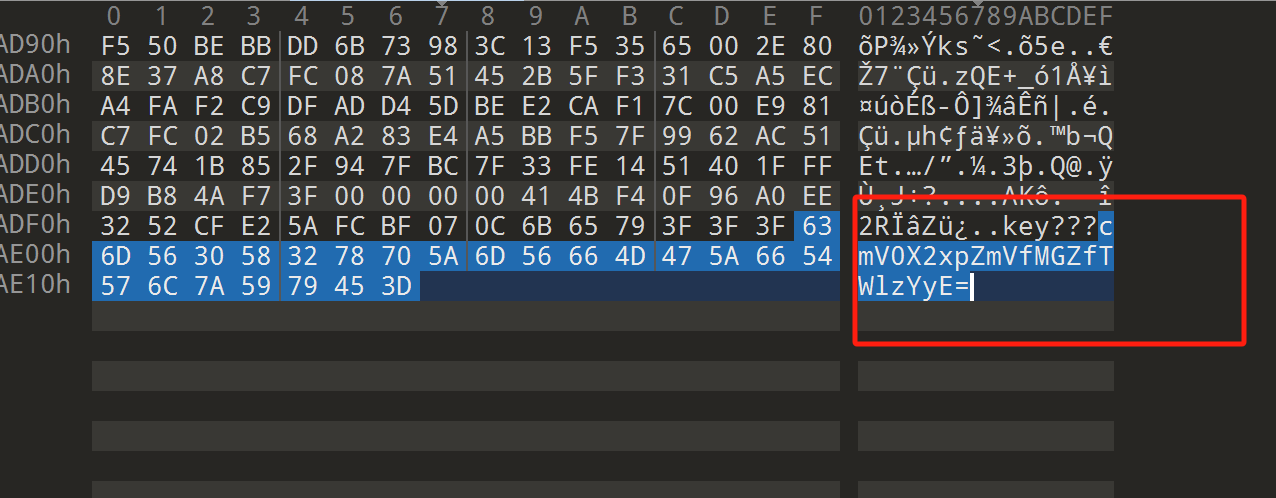 0 1 2 3 4 5 6 7 8 9 A B C D E F 0123456789ABCDEF
AD90h F5 50 BE BB DD 6B 73 98 3C 13 F5 35 65 00 2E 80 õP¾»Ýks˜<.õ5e..€
ADA0h 8E 37 A8 C7 FC 08 7A 51 45 2B 5F F3 31 C5 A5 EC Ž7¨Çü.zQE+_ó1Å¥ì
ADB0h A4 FA F2 C9 DF AD D4 5D BE E2 CA F1 7C 00 E9 81 ¤úòÉß-Ô]¾âÊñ|.é.
ADC0h C7 FC 02 B5 68 A2 83 E4 A5 BB F5 7F 99 62 AC 51 Çü.µh¢ƒä¥»õ.™b¬Q
ADD0h 45 74 1B 85 2F 94 7F BC 7F 33 FE 14 51 40 1F FF Et.…/”.¼.3þ.Q@.ÿ
ADE0h D9 B8 4A F7 3F 00 00 00 00 41 4B F4 0F 96 A0 EE Ù¸J÷?....AKô.– î
ADF0h 32 52 CF E2 5A FC BF 07 0C 6B 65 79 3F 3F 3F 63 2RÏâZü¿..key???c
AE00h 6D 56 30 58 32 78 70 5A 6D 56 66 4D 47 5A 66 54 mV0X2xpZmVfMGZfT
AE10h 57 6C 7A 59 79 45 3D WlzYyE=